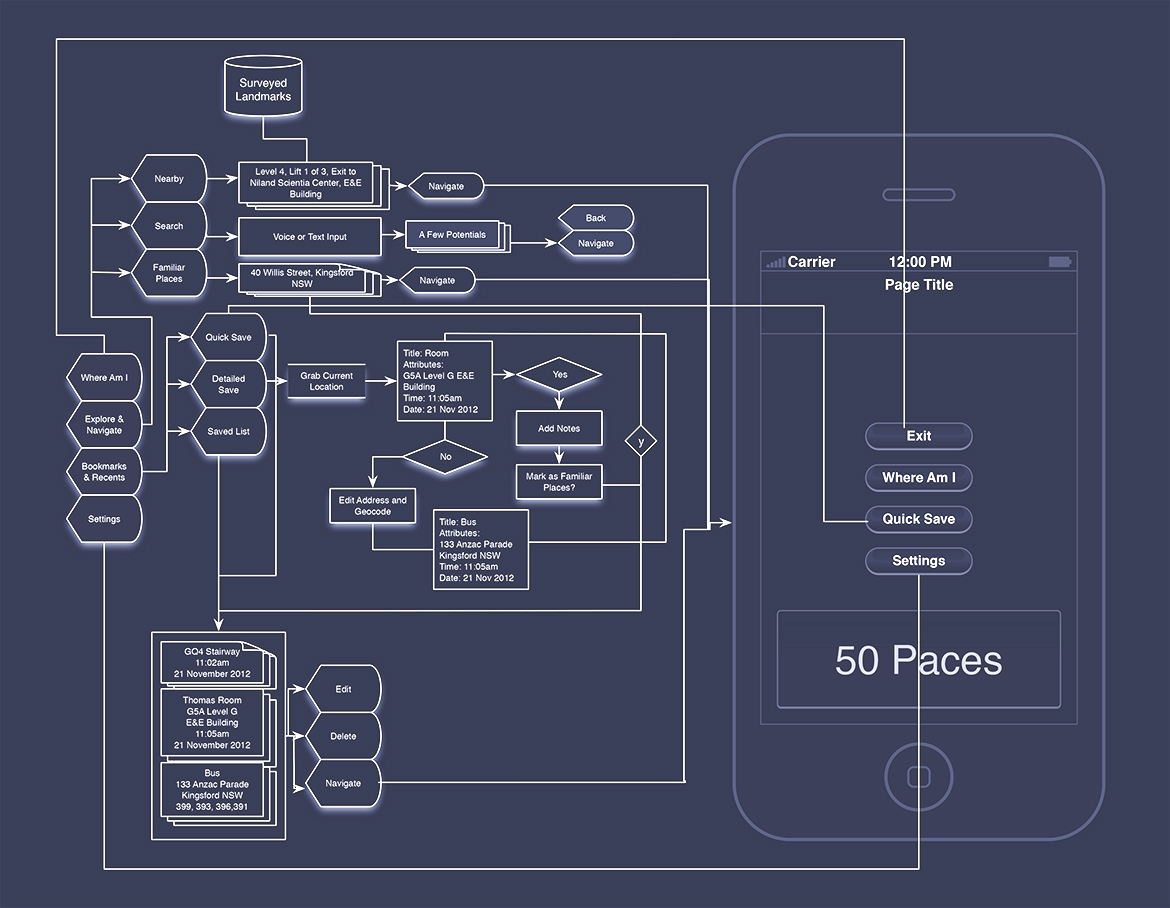 Surveyed
Landmarks
Nearby
Level 4, Lift 1 of 3, Exit to
Niland Scientia Center, E&E
Building
Navigate
Search
Voice or Text Input
A Few Potentials
Back
Navigate
Familiar
Places
40 Willis Street, Kingsford
NSW
Navigate
Quick Save
Detailed
Save
Saved List
Where Am I
Explore &
Navigate
Bookmarks
& Recents
Settings
Grab Current
Location
Title: Room
Attributes:
G5A Level G E&E
Building
Time: 11:05am
Date: 21 Nov 2012
Yes
Add Notes
Mark as Familiar
Places?
y
No
Edit Address and
Geocode
Title: Bus
Attributes:
133 Anzac Parade
Kingsford NSW
Time: 11:05am
Date: 21 Nov 2012
GQ4 Stairway
11:02am
21 November 2012
Thomas Room
G5A Level G
E&E Building
11:05am
21 November 2012
Bus
133 Anzac Parade
Kingsford NSW
399, 393, 396,391
Edit
Delete
Navigate
Carrier 12:00 PM
Page Title
Exit
Where Am I
Quick Save
Settings
50 Paces